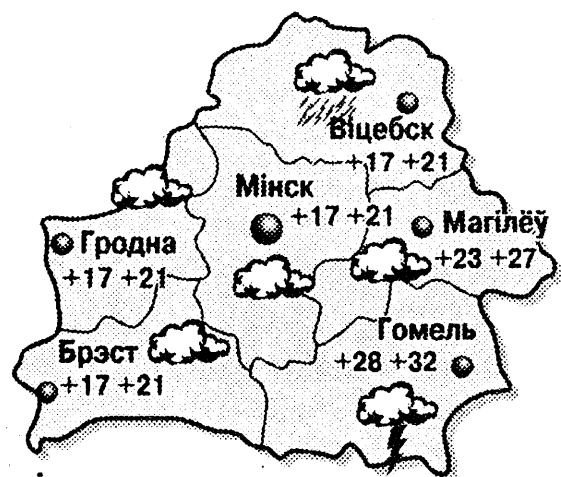 Віцебск
+17 +21
Мінск
+17 +21
Магілёў
+23 +27
Гродна
+17 +21
Гомель
+28 +32
Брэст
+17 +21